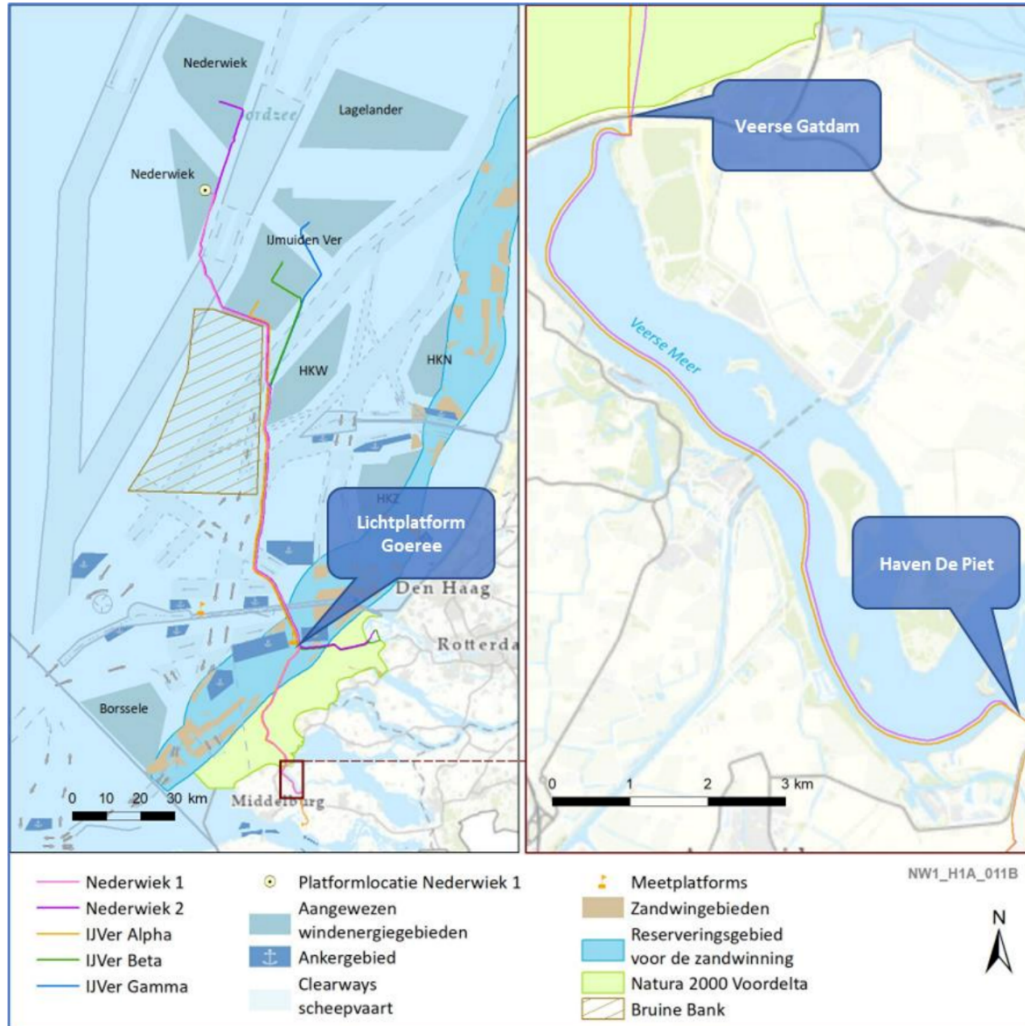 Nederwiek
Lagelander
Nederwiek
IJmuiden Ver
HKW
HKN
HKZ
Lichtplatform
Goeree
Den Haag
Borssele
Middelburg
0 10 20 30 km
Veerse Gatdam
Veerse Meer
Haven De Piet
0 1 2 3 km
NW1_H1A_011B
Nederwiek 1
Nederwiek 2
IJVer Alpha
IJVer Beta
IJVer Gamma
Platformlocatie Nederwiek 1
Aangewezen
windenergiegebieden
Ankergebied
Clearways
scheepvaart
Meetplatforms
Zandwingebieden
Reserveringsgebied
voor de zandwinning
Natura 2000 Voordelta
Bruine Bank
N